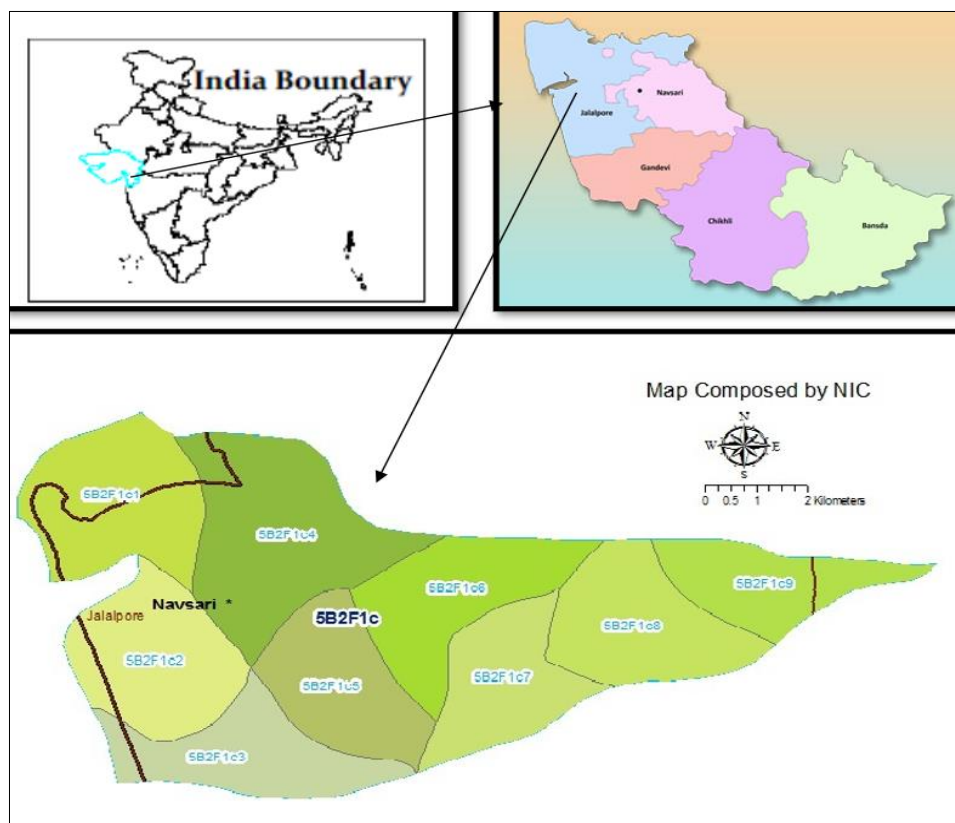 India Boundary
Navsari
Jalalpore
Gandevi
Chikhli
Bansda
Map Composed by NIC
N
W E
S
0 0.5 1 2 Kilometers
5B2F1c1
5B2F1c4
5B2F1c6
5B2F1c9
Navsari *
Jalalpore
5B2F1c
5B2F1c8
5B2F1c2
5B2F1c5
5B2F1c7
5B2F1c3